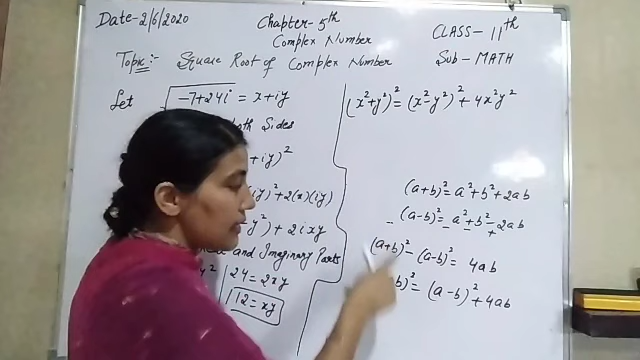 Date-2/6/2020
Chapter-5th
Complex Number
CLASS-11th
Topic:- Square Root of Complex Number
Sub-MATH
Let √-7+24i = x+iy
both Sides
+iy)²
iy)²+2(x)(iy)
y²)+2ixy
and Imaginary Parts
y² | 24=2xy
12=xy
(x²+y²)²=(x²-y²)²+4x²y²
(a+b)²=a²+b²+2ab
-(a-b)²=_a²+b²-2ab
- - +
(a+b)²-(a-b)²= 4ab
b)²=(a-b)²+4ab